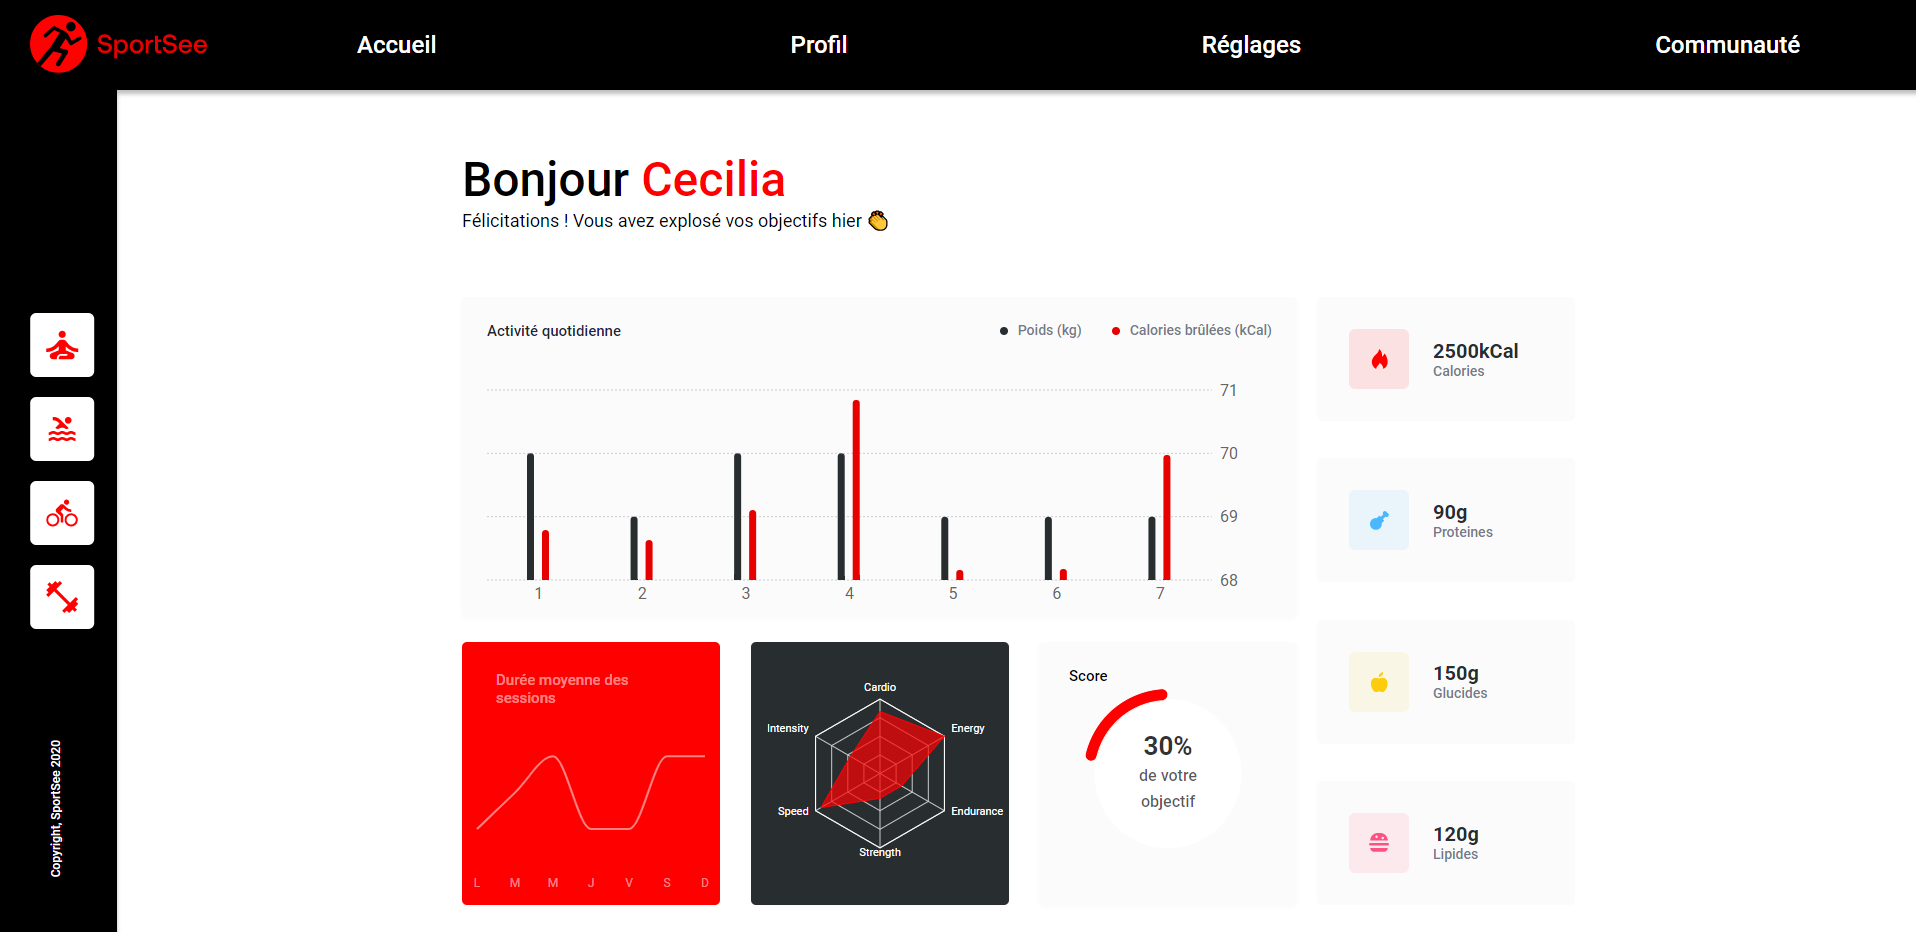 SportSee
Accueil
Profil
Réglages
Communauté
Bonjour Cecilia
Félicitations ! Vous avez explosé vos objectifs hier 👏
Activité quotidienne
Poids (kg)
Calories brûlées (kCal)
71
70
69
68
1 2 3 4 5 6 7
2500kCal
Calories
90g
Proteines
150g
Glucides
120g
Lipides
Durée moyenne des
sessions
L M M J V S D
Cardio
Energy
Endurance
Strength
Speed
Intensity
Score
30%
de votre
objectif
Copyright, SportSee 2020